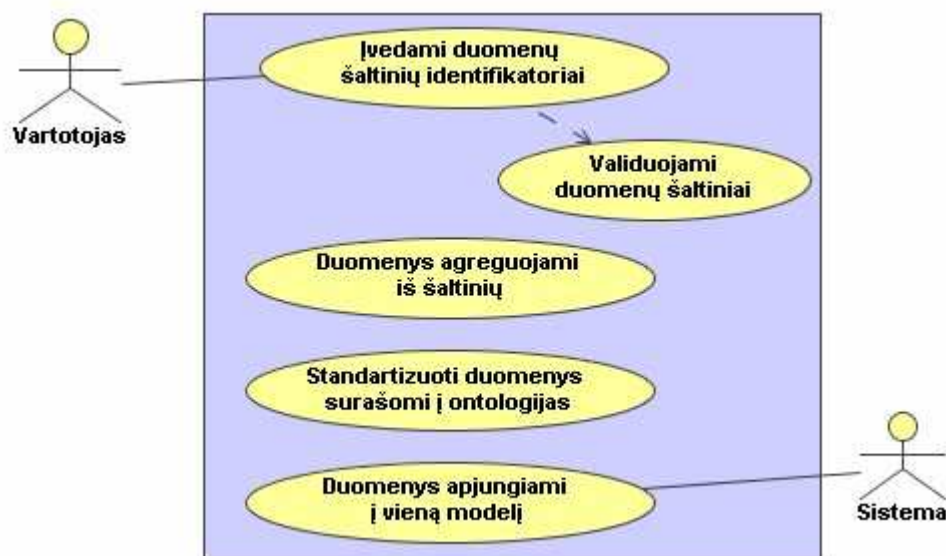 Įvedami duomenų
šaltinių identifikatoriai
Vartotojas
Validuojami
duomenų šaltiniai
Duomenys agreguojami
iš šaltinių
Standartizuoti duomenys
surašomi į ontologijas
Duomenys apjungiami
į vieną modelį
Sistema